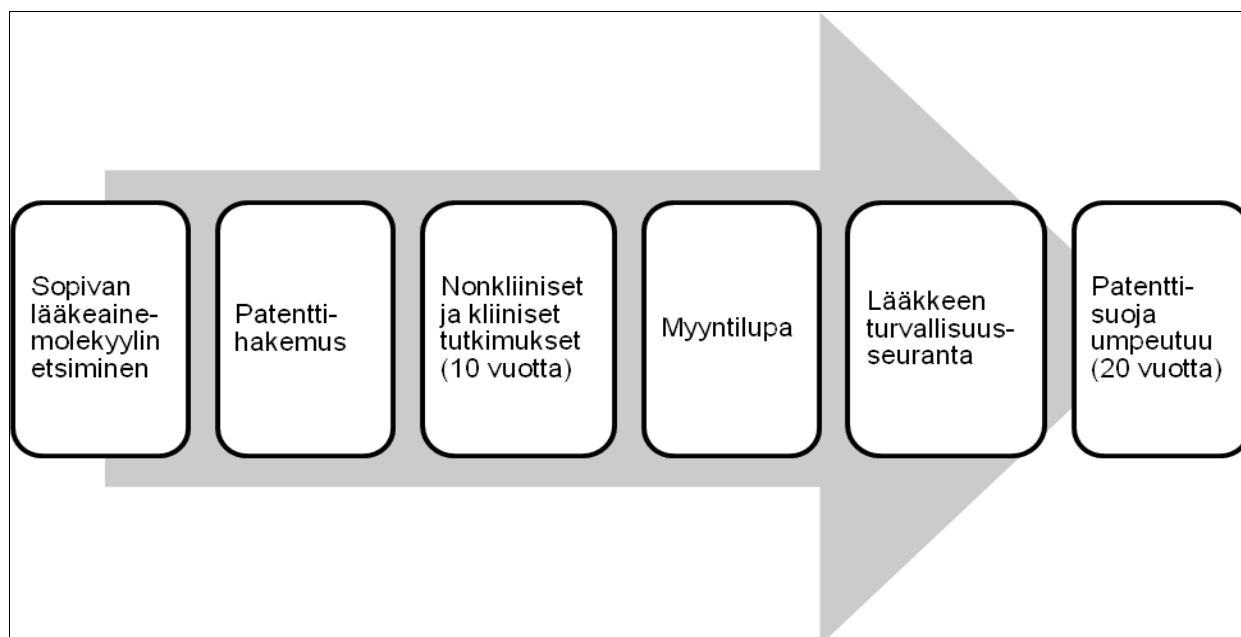 Sopivan
lääkeaine-
molekyylin
etsiminen
Patentti-
hakemus
Nonkliiniset
ja kliiniset
tutkimukset
(10 vuotta)
Myyntilupa
Lääkkeen
turvallisuus-
seuranta
Patentti-
suoja
umpeutuu
(20 vuotta)